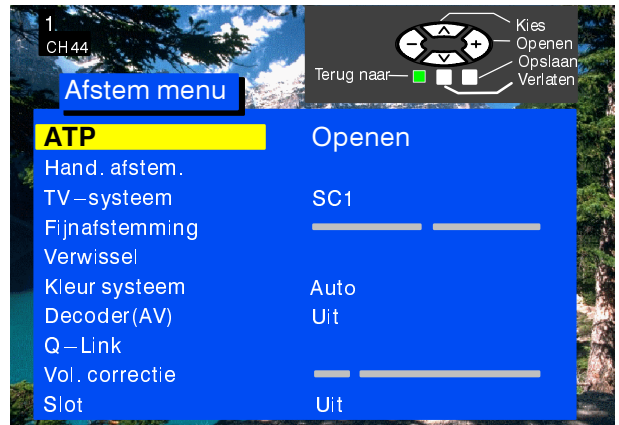 1.
CH44
Kies
Openen
Opslaan
Terug naar
Verlaten
Afstem menu
ATP Openen
Hand. afstem.
TV–systeem SC1
Fijnafstemming
Verwissel
Kleur systeem Auto
Decoder(AV) Uit
Q–Link
Vol. correctie
Slot Uit